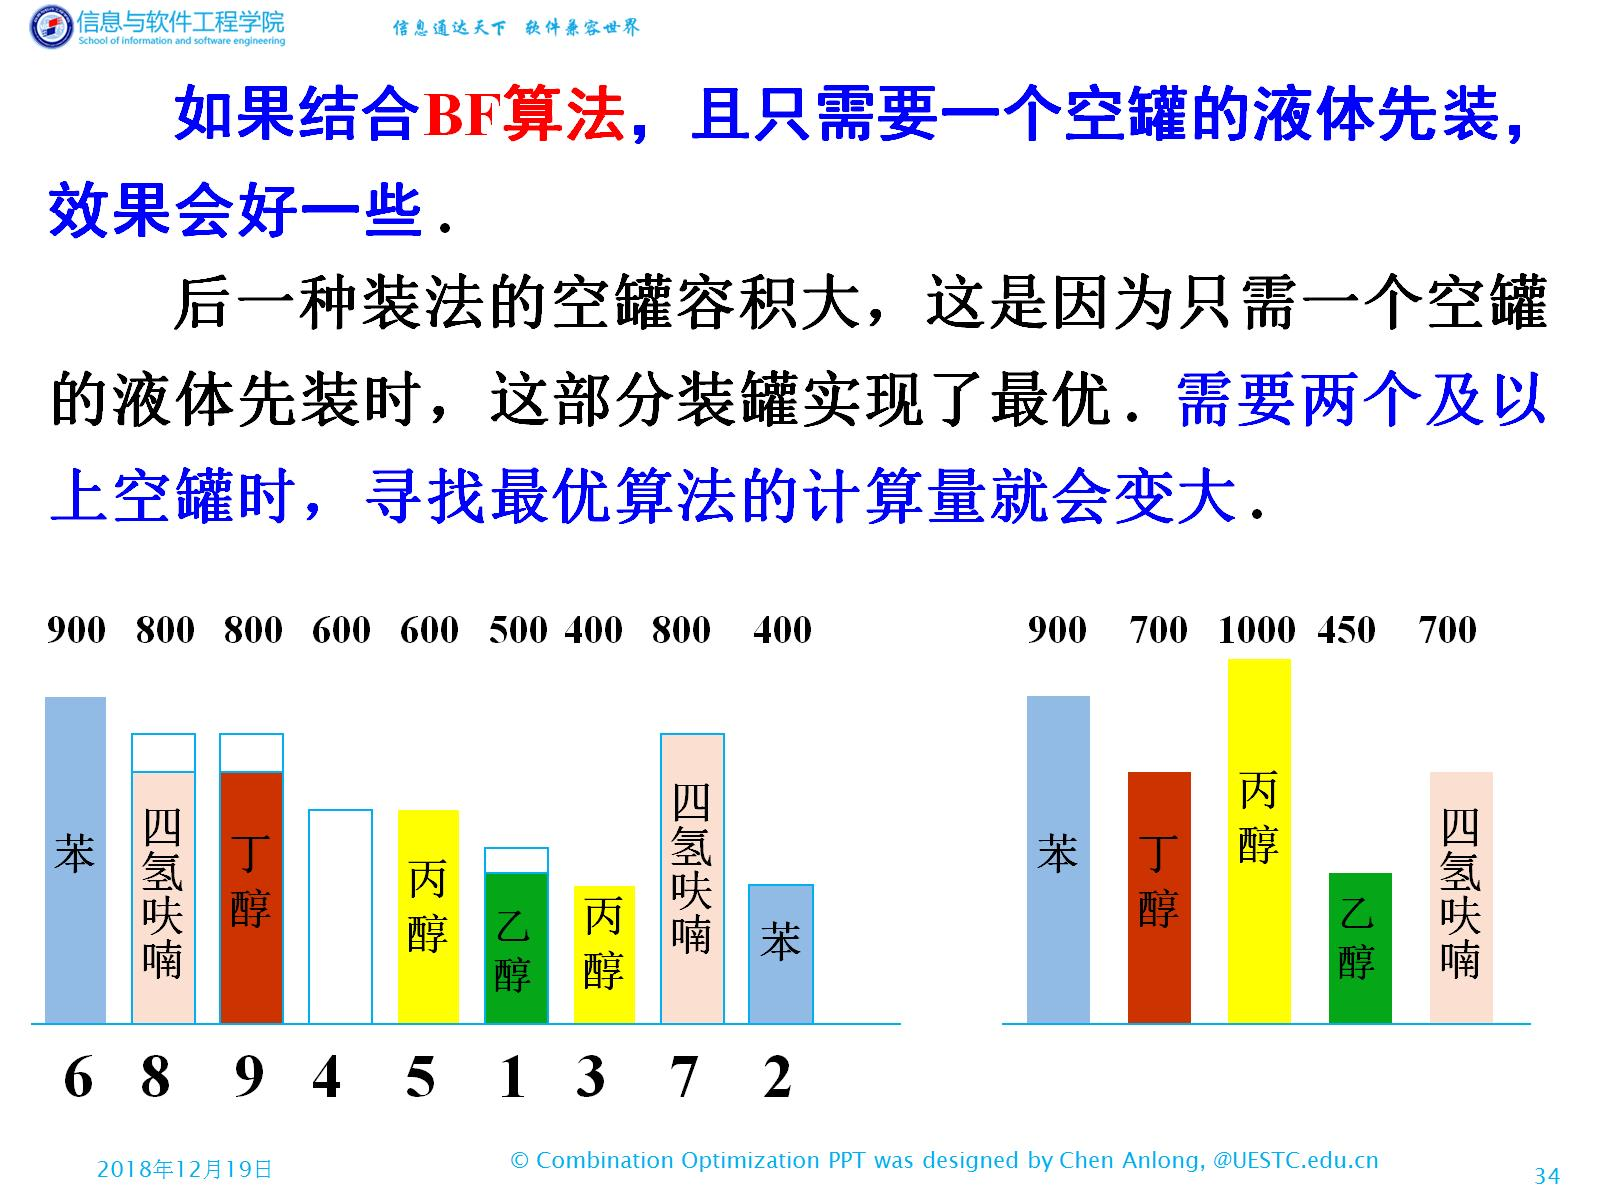 信息与软件工程学院
School of information and software engineering
信息通达天下 软件兼容世界
如果结合BF算法，且只需要一个空罐的液体先装，
效果会好一些．
后一种装法的空罐容积大，这是因为只需一个空罐
的液体先装时，这部分装罐实现了最优．需要两个及以
上空罐时，寻找最优算法的计算量就会变大．
900 800 800 600 600 500 400 800 400
苯
四氢呋喃
丁醇
丙醇
乙醇
丙醇
四氢呋喃
苯
6 8 9 4 5 1 3 7 2
900 700 1000 450 700
苯
丁醇
丙醇
乙醇
四氢呋喃
2018年12月19日
© Combination Optimization PPT was designed by Chen Anlong, @UESTC.edu.cn
34